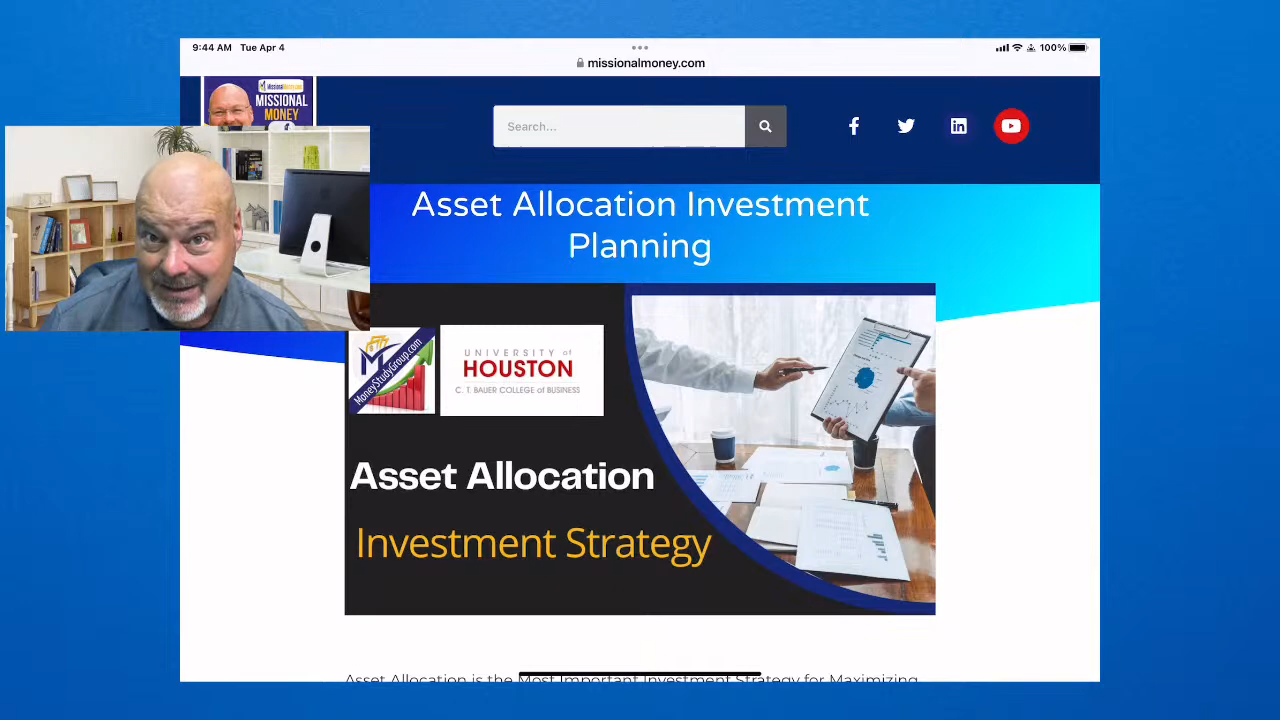 9:44 AM Tue Apr 4
100%
missionalmoney.com
MISSIONAL
MONEY
Search...
Asset Allocation Investment
Planning
MoneyStudyGroup.com
UNIVERSITY of
HOUSTON
C. T. BAUER COLLEGE of BUSINESS
Asset Allocation
Investment Strategy
Asset Allocation is the Most Important Investment Strategy for Maximizing